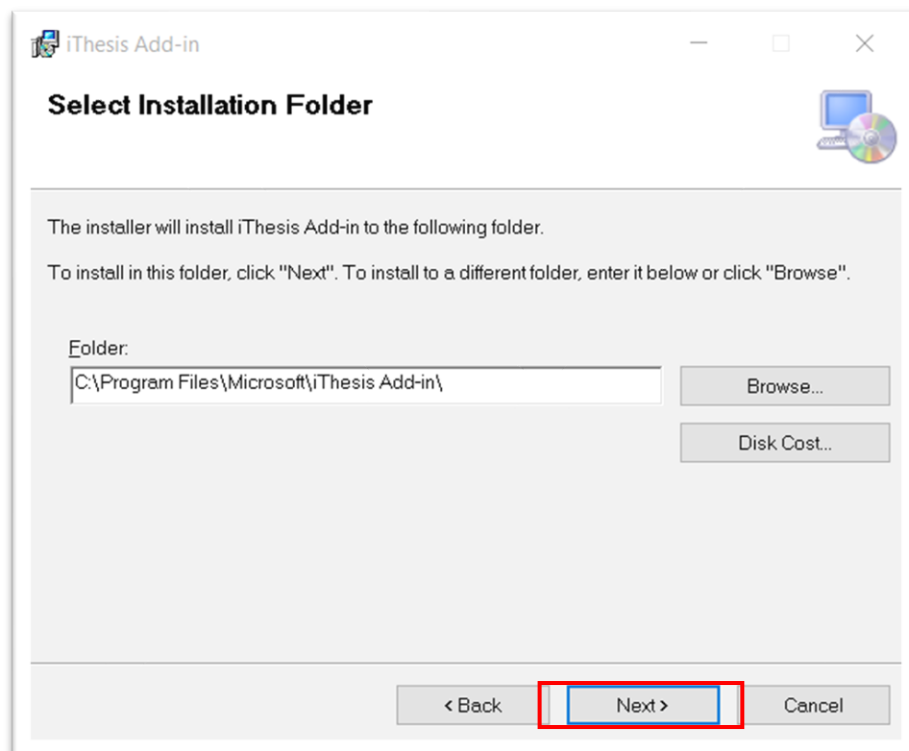 iThesis Add-in
Select Installation Folder
The installer will install iThesis Add-in to the following folder.
To install in this folder, click "Next". To install to a different folder, enter it below or click "Browse".
Folder:
C:\Program Files\Microsoft\iThesis Add-in\
Browse...
Disk Cost...
< Back
Next >
Cancel